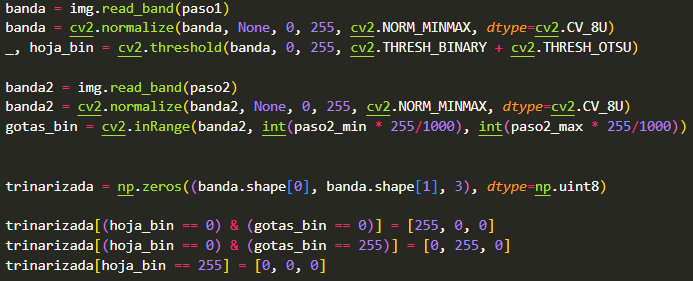 banda = img.read_band(paso1)
banda = cv2.normalize(banda, None, 0, 255, cv2.NORM_MINMAX, dtype=cv2.CV_8U)
_, hoja_bin = cv2.threshold(banda, 0, 255, cv2.THRESH_BINARY + cv2.THRESH_OTSU)
banda2 = img.read_band(paso2)
banda2 = cv2.normalize(banda2, None, 0, 255, cv2.NORM_MINMAX, dtype=cv2.CV_8U)
gotas_bin = cv2.inRange(banda2, int(paso2_min * 255/1000), int(paso2_max * 255/1000))
trinarizada = np.zeros((banda.shape[0], banda.shape[1], 3), dtype=np.uint8)
trinarizada[(hoja_bin == 0) & (gotas_bin == 0)] = [255, 0, 0]
trinarizada[(hoja_bin == 0) & (gotas_bin == 255)] = [0, 255, 0]
trinarizada[hoja_bin == 255] = [0, 0, 0]